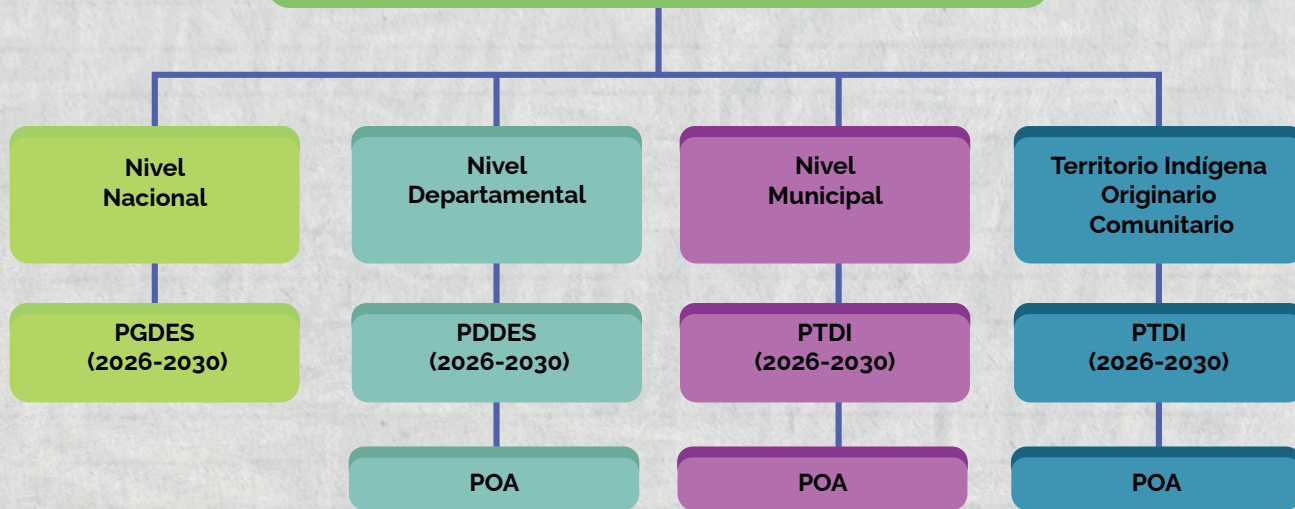 Nivel
Nacional
Nivel
Departamental
Nivel
Municipal
Territorio Indígena
Originario
Comunitario
PGDES
(2026-2030)
PDDES
(2026-2030)
PTDI
(2026-2030)
PTDI
(2026-2030)
POA
POA
POA